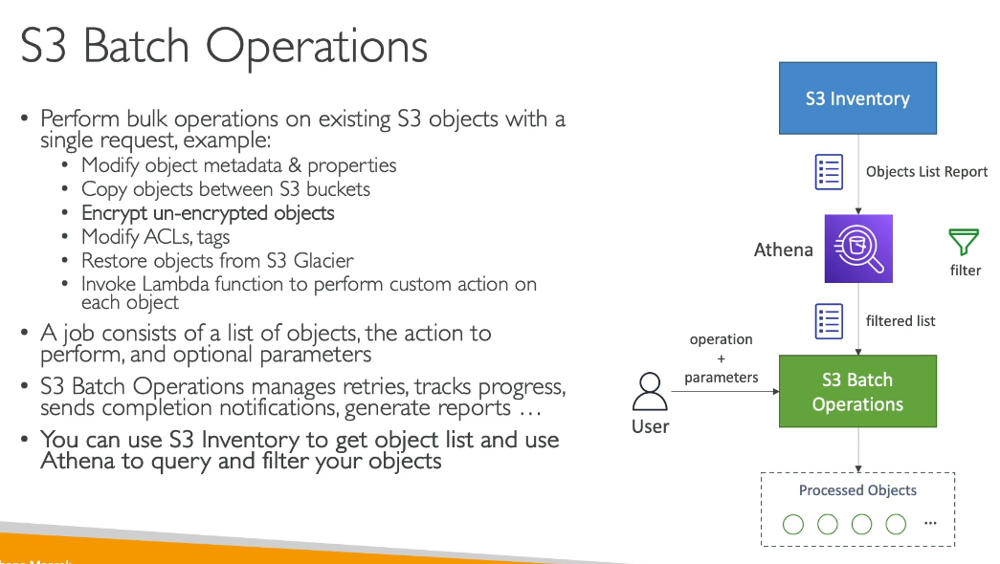 S3 Batch Operations
• Perform bulk operations on existing S3 objects with a
single request, example:
• Modify object metadata & properties
• Copy objects between S3 buckets
• Encrypt un-encrypted objects
• Modify ACLs, tags
• Restore objects from S3 Glacier
• Invoke Lambda function to perform custom action on
each object
• A job consists of a list of objects, the action to
perform, and optional parameters
• S3 Batch Operations manages retries, tracks progress,
sends completion notifications, generate reports …
• You can use S3 Inventory to get object list and use
Athena to query and filter your objects
S3 Inventory
Objects List Report
Athena
filter
filtered list
operation
+
parameters
User
S3 Batch
Operations
Processed Objects
...